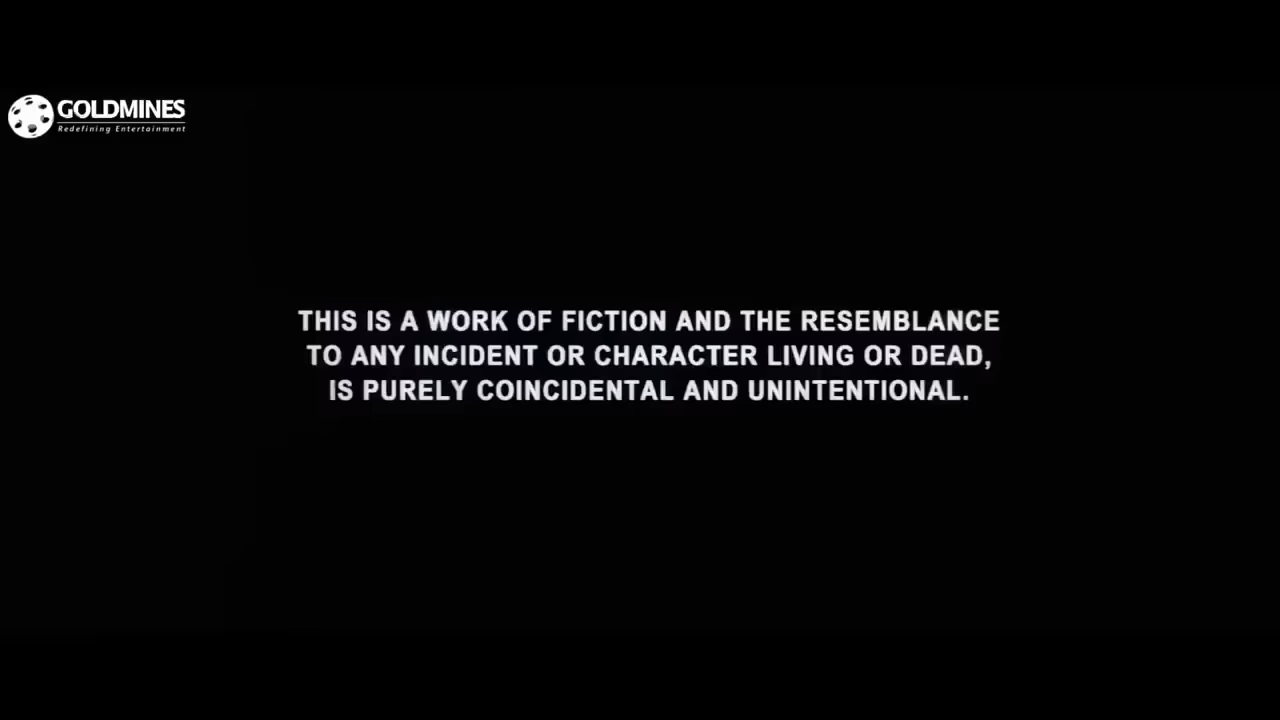 GOLDMINES
Redefining Entertainment
THIS IS A WORK OF FICTION AND THE RESEMBLANCE
TO ANY INCIDENT OR CHARACTER LIVING OR DEAD,
IS PURELY COINCIDENTAL AND UNINTENTIONAL.